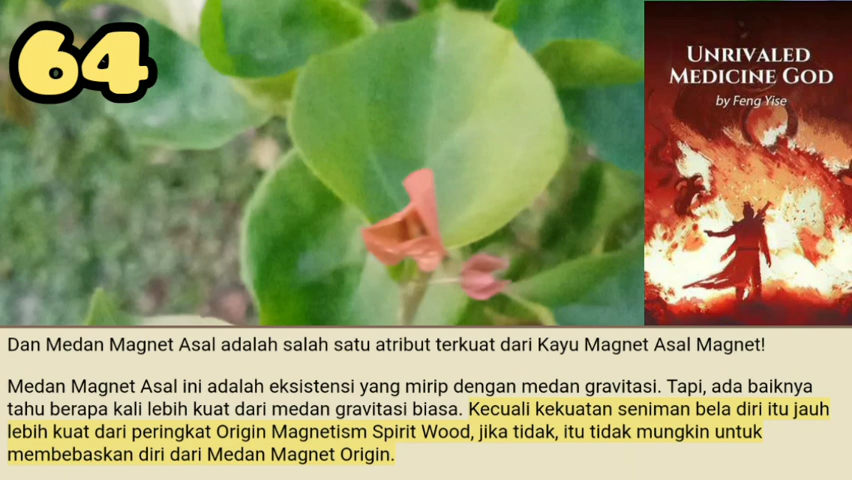 64
UNRIVALED
MEDICINE GOD
by Feng Yise
Dan Medan Magnet Asal adalah salah satu atribut terkuat dari Kayu Magnet Asal Magnet!
Medan Magnet Asal ini adalah eksistensi yang mirip dengan medan gravitasi. Tapi, ada baiknya
tahu berapa kali lebih kuat dari medan gravitasi biasa. Kecuali kekuatan seniman bela diri itu jauh
lebih kuat dari peringkat Origin Magnetism Spirit Wood, jika tidak, itu tidak mungkin untuk
membebaskan diri dari Medan Magnet Origin.